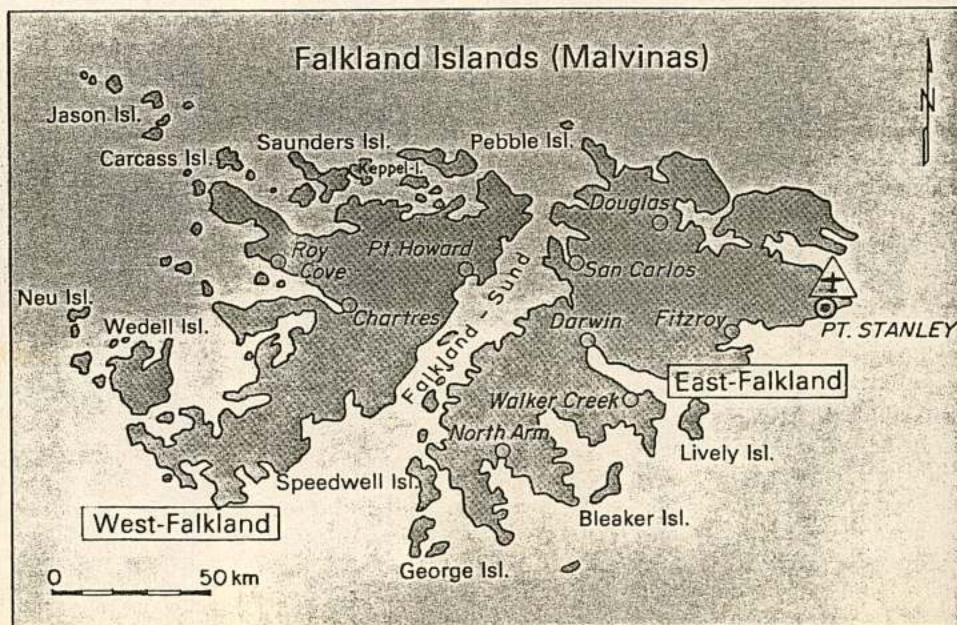 Falkland Islands (Malvinas)
N
Jason Isl.
Carcass Isl.
Saunders Isl.
Keppel-I.
Pebble Isl.
Douglas
Roy
Cove
Pt. Howard
San Carlos
Neu Isl.
Wedell Isl.
Chartres
Falkland - Sund
Darwin
Fitzroy
PT. STANLEY
East-Falkland
Walker Creek
North Arm
Lively Isl.
Speedwell Isl.
Bleaker Isl.
West-Falkland
George Isl.
0 50 km